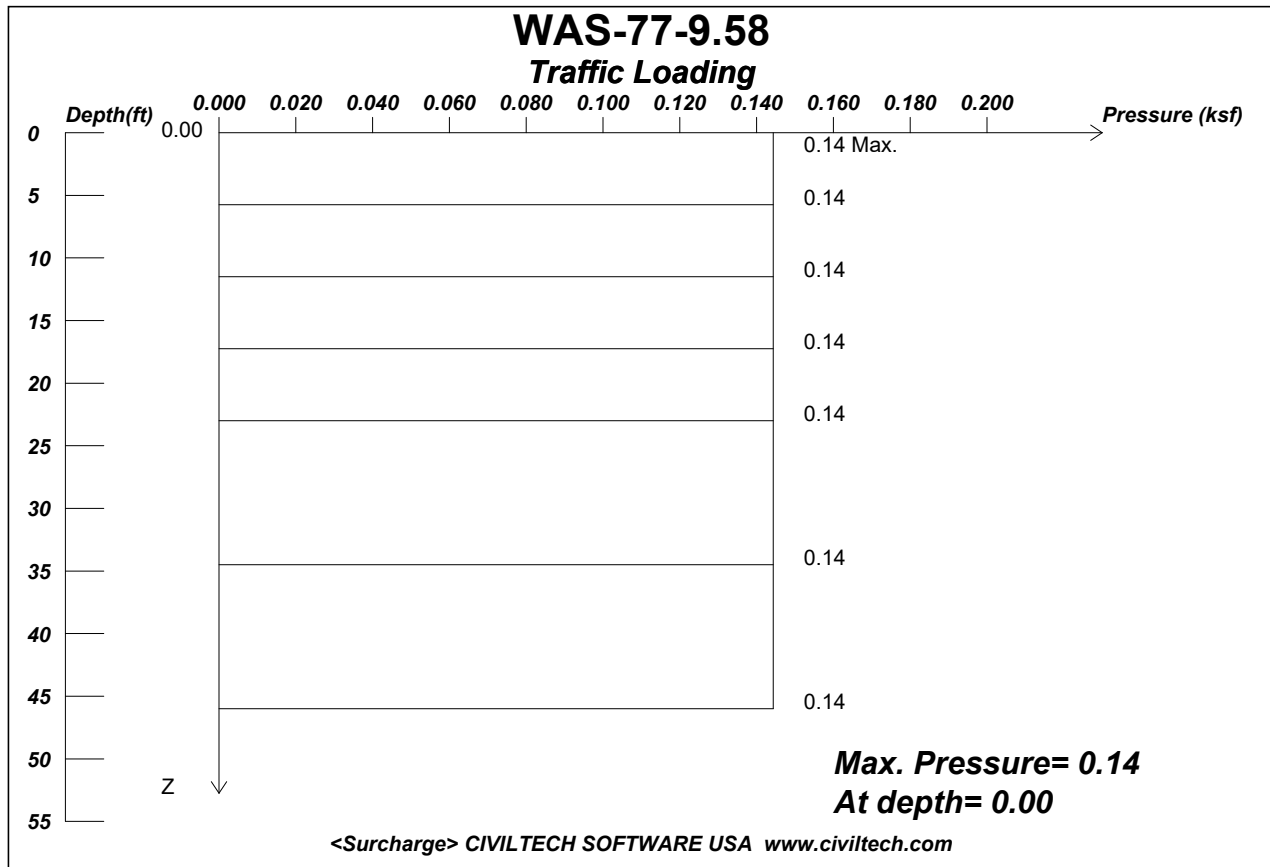 WAS-77-9.58
Traffic Loading
Depth(ft) 0.000 0.020 0.040 0.060 0.080 0.100 0.120 0.140 0.160 0.180 0.200 Pressure (ksf)
0 0.00 0.14 Max.
5 0.14
10 0.14
15 0.14
20
0.14
25
30
35 0.14
40
45 0.14
50
Z
Max. Pressure= 0.14
At depth= 0.00
55
<Surcharge> CIVILTECH SOFTWARE USA www.civiltech.com